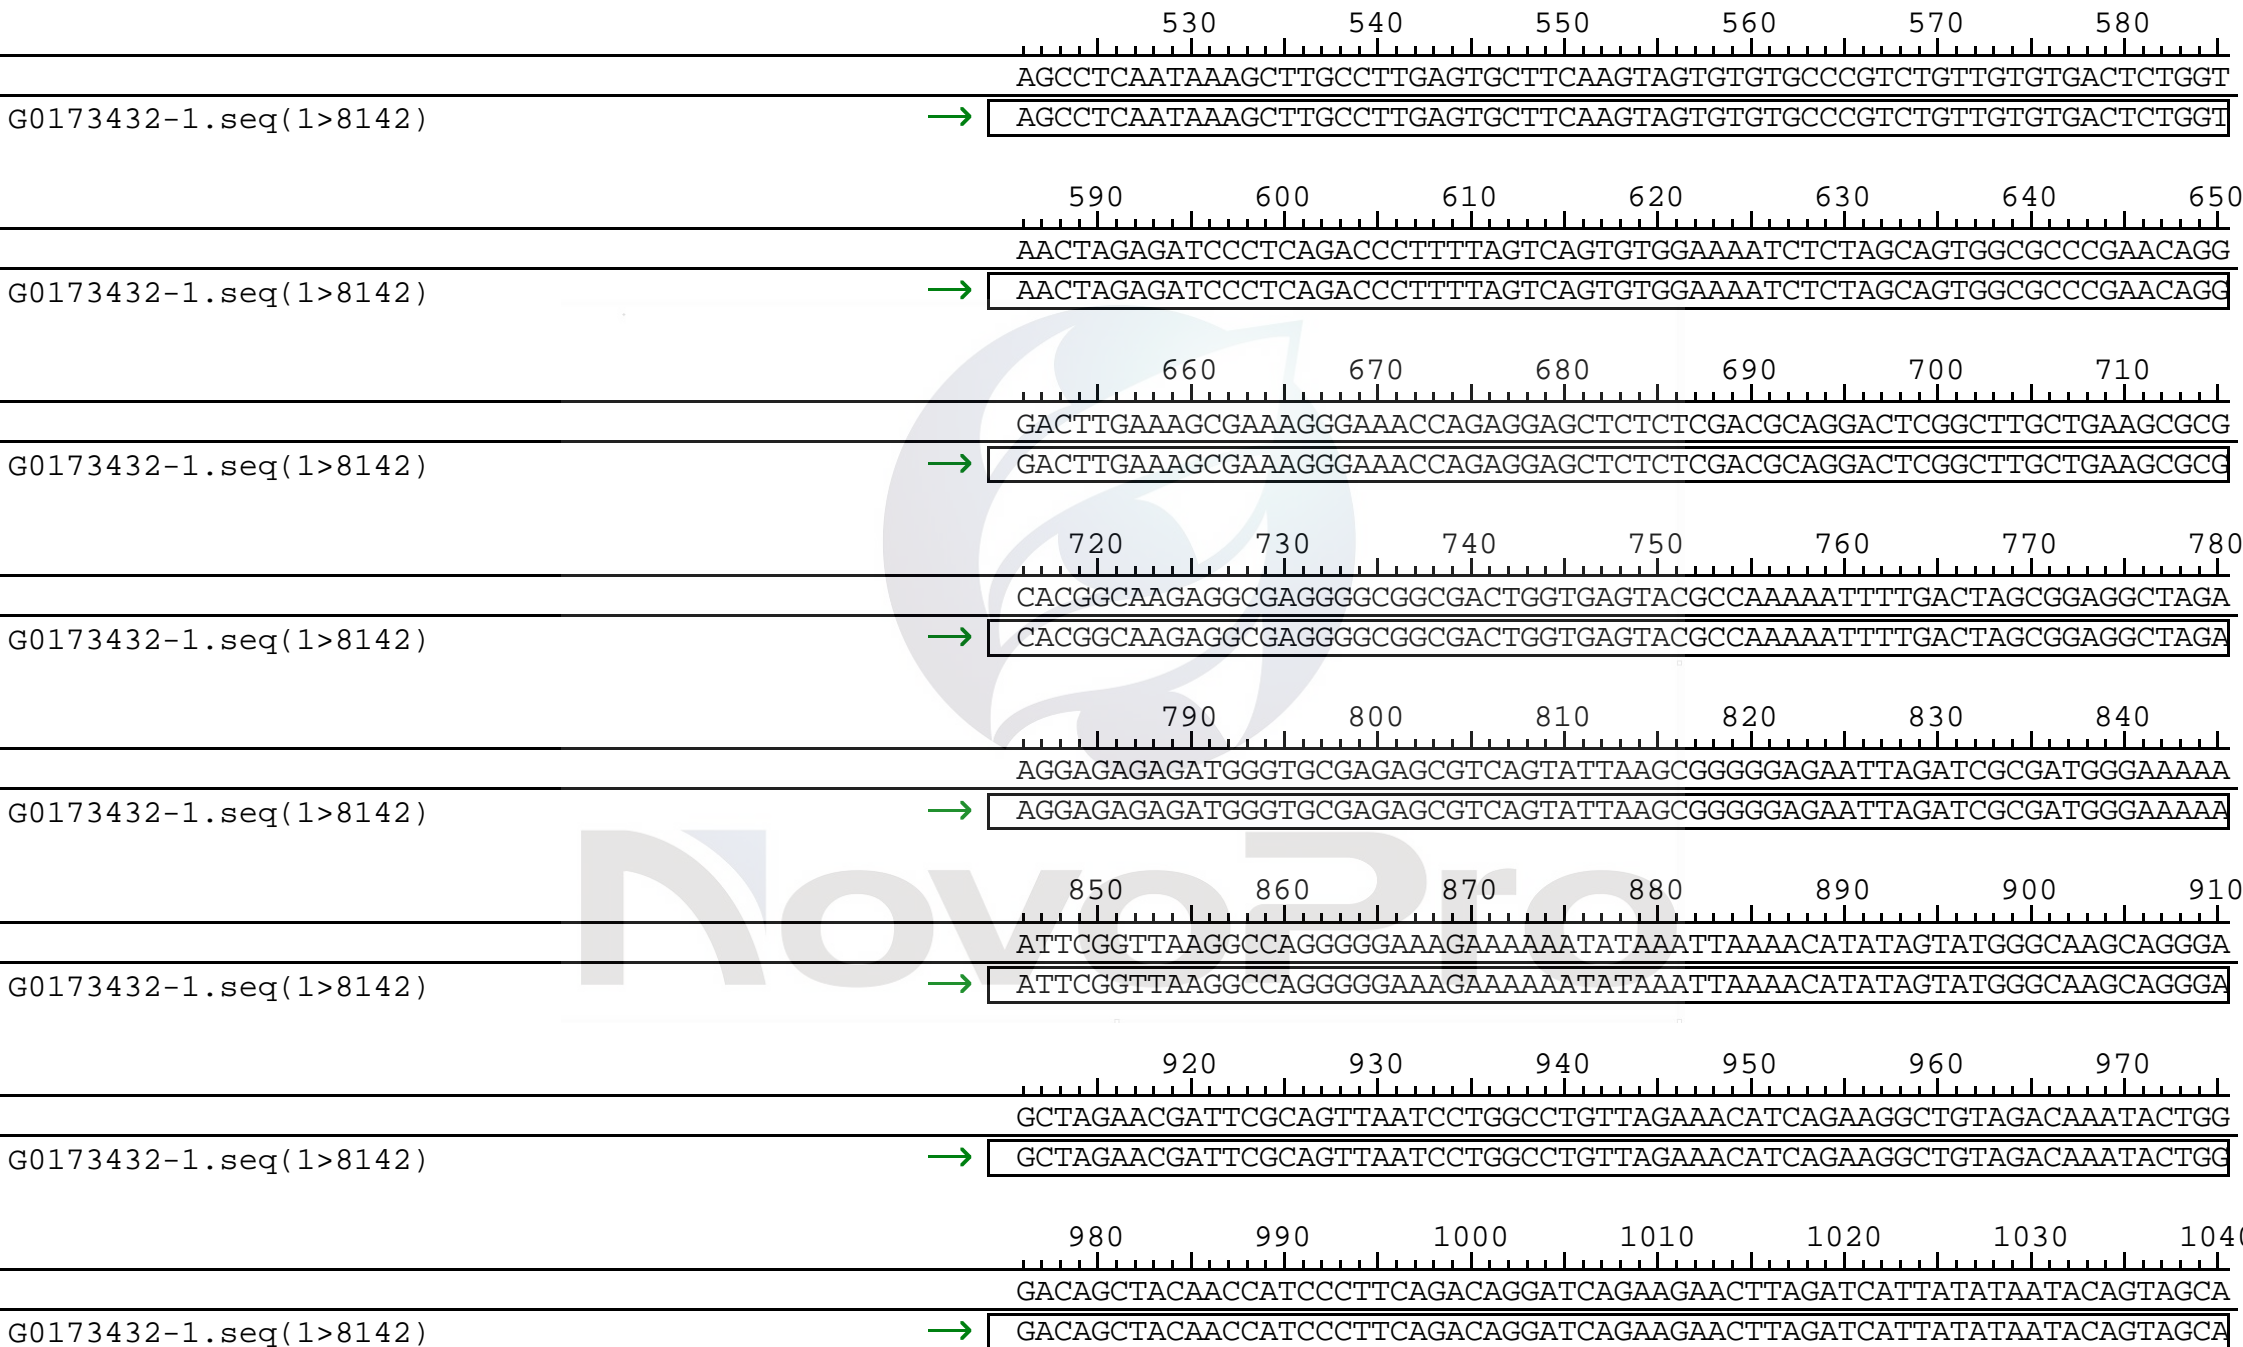 530 540 550 560 570 580
AGCCTCAATAAAGCTTGCCTTGAGTGCTTCAAGTAGTGTGTGCCCGTCTGTTGTGTGACTCTGGT
G0173432-1.seq(1>8142) → AGCCTCAATAAAGCTTGCCTTGAGTGCTTCAAGTAGTGTGTGCCCGTCTGTTGTGTGACTCTGGT
590 600 610 620 630 640 650
AACTAGAGATCCCTCAGACCCTTTTAGTCAGTGTGGAAAATCTCTAGCAGTGGCGCCCGAACAGG
G0173432-1.seq(1>8142) → AACTAGAGATCCCTCAGACCCTTTTAGTCAGTGTGGAAAATCTCTAGCAGTGGCGCCCGAACAGG
660 670 680 690 700 710
GACTTGAAAGCGAAAGGGAAACCAGAGGAGCTCTCTCGACGCAGGACTCGGCTTGCTGAAGCGCG
G0173432-1.seq(1>8142) → GACTTGAAAGCGAAAGGGAAACCAGAGGAGCTCTCTCGACGCAGGACTCGGCTTGCTGAAGCGCG
720 730 740 750 760 770 780
CACGGCAAGAGGCGAGGGGCGGCGACTGGTGAGTACGCCAAAAATTTTGACTAGCGGAGGCTAGA
G0173432-1.seq(1>8142) → CACGGCAAGAGGCGAGGGGCGGCGACTGGTGAGTACGCCAAAAATTTTGACTAGCGGAGGCTAGA
790 800 810 820 830 840
AGGAGAGAGATGGGTGCGAGAGCGTCAGTATTAAGCGGGGGAGAATTAGATCGCGATGGGAAAAA
G0173432-1.seq(1>8142) → AGGAGAGAGATGGGTGCGAGAGCGTCAGTATTAAGCGGGGGAGAATTAGATCGCGATGGGAAAAA
NovoPro
850 860 870 880 890 900 910
ATTCGGTTAAGGCCAGGGGGAAAGAAAAAATATAAATTAAAACATATAGTATGGGCAAGCAGGGA
G0173432-1.seq(1>8142) → ATTCGGTTAAGGCCAGGGGGAAAGAAAAAATATAAATTAAAACATATAGTATGGGCAAGCAGGGA
920 930 940 950 960 970
GCTAGAACGATTCGCAGTTAATCCTGGCCTGTTAGAAACATCAGAAGGCTGTAGACAAATACTGG
G0173432-1.seq(1>8142) → GCTAGAACGATTCGCAGTTAATCCTGGCCTGTTAGAAACATCAGAAGGCTGTAGACAAATACTGG
980 990 1000 1010 1020 1030 1040
GACAGCTACAACCATCCCTTCAGACAGGATCAGAAGAACTTAGATCATTATATAATACAGTAGCA
G0173432-1.seq(1>8142) → GACAGCTACAACCATCCCTTCAGACAGGATCAGAAGAACTTAGATCATTATATAATACAGTAGCA